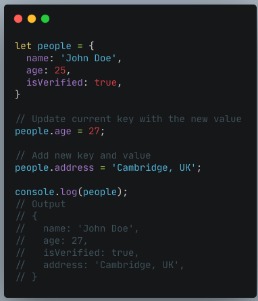 let people = {
  name: 'John Doe',
  age: 25,
  isVerified: true,
}
// Update current key with the new value
people.age = 27;
// Add new key and value
people.address = 'Cambridge, UK';
console.log(people);
// Output
// {
//   name: 'John Doe',
//   age: 27,
//   isVerified: true,
//   address: 'Cambridge, UK',
// }